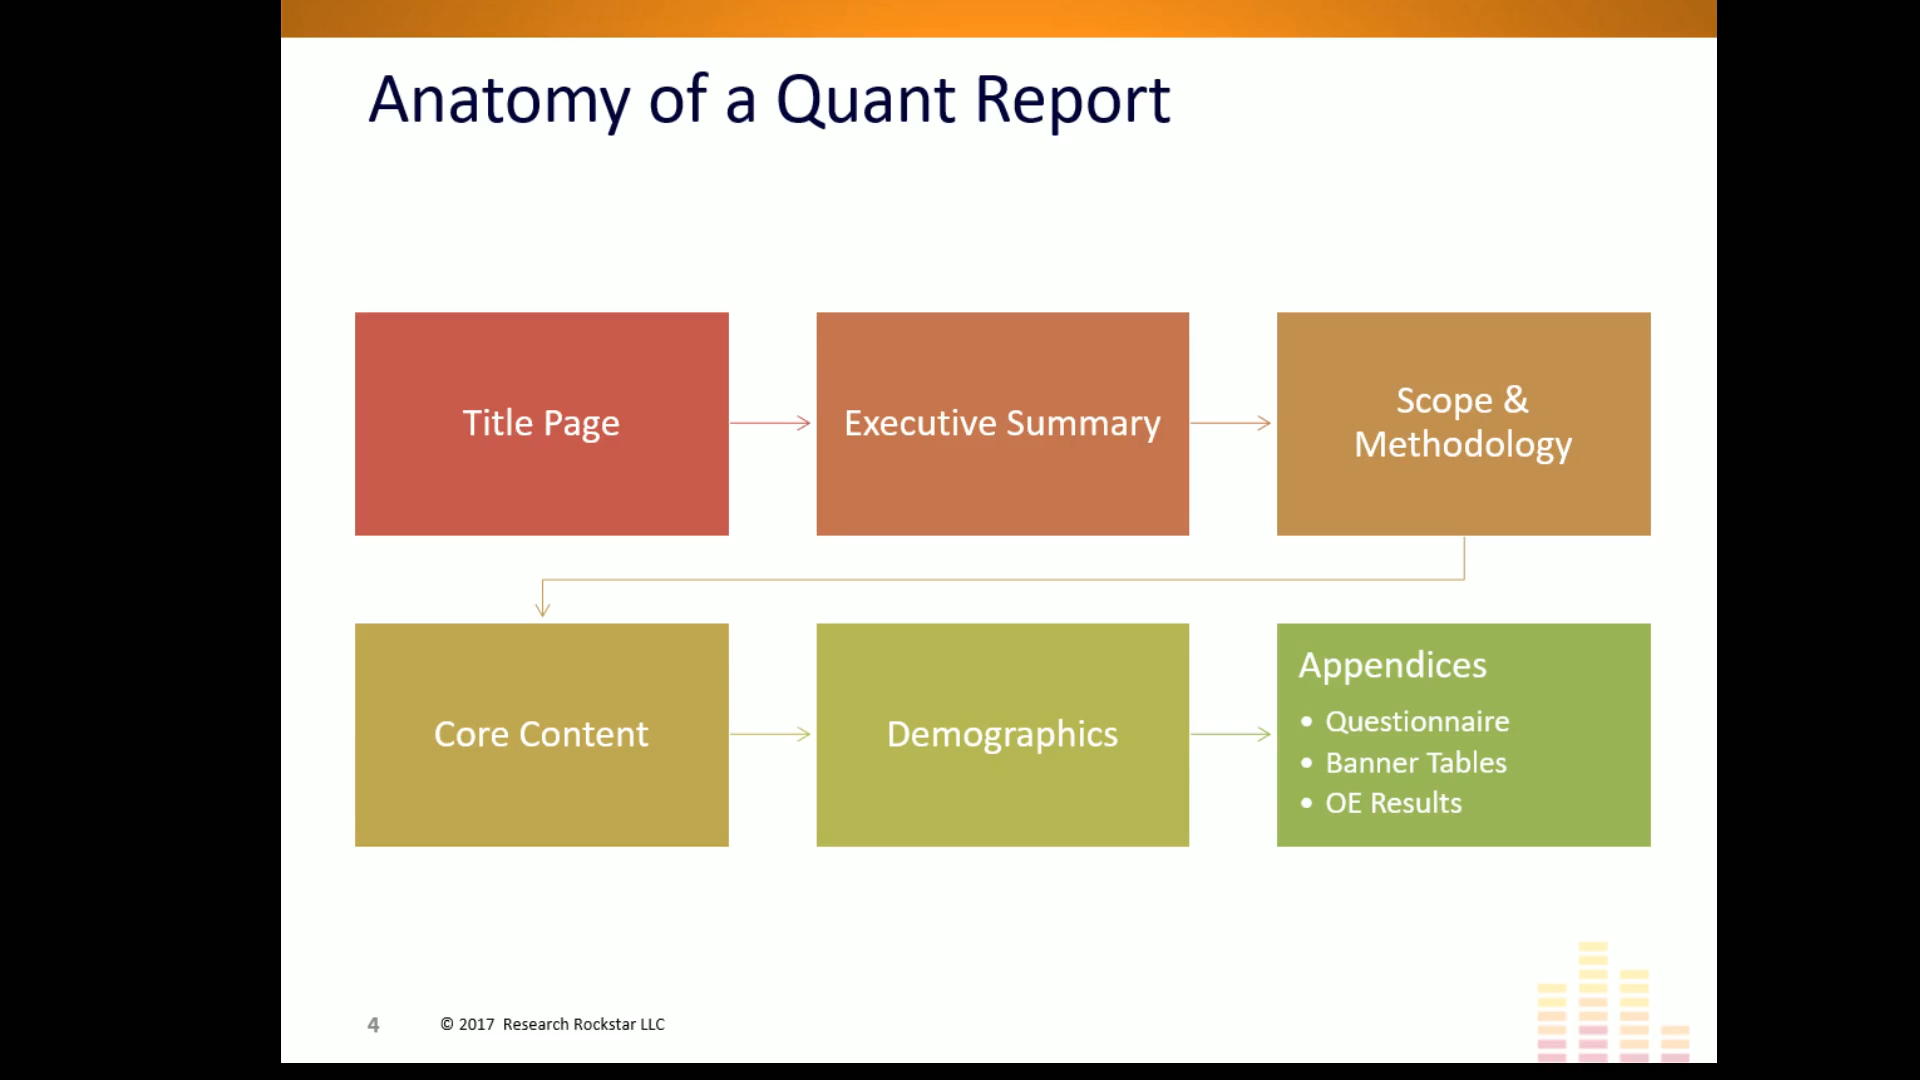 Anatomy of a Quant Report
Title Page
Executive Summary
Scope &
Methodology
Core Content
Demographics
Appendices
• Questionnaire
• Banner Tables
• OE Results
4
© 2017 Research Rockstar LLC